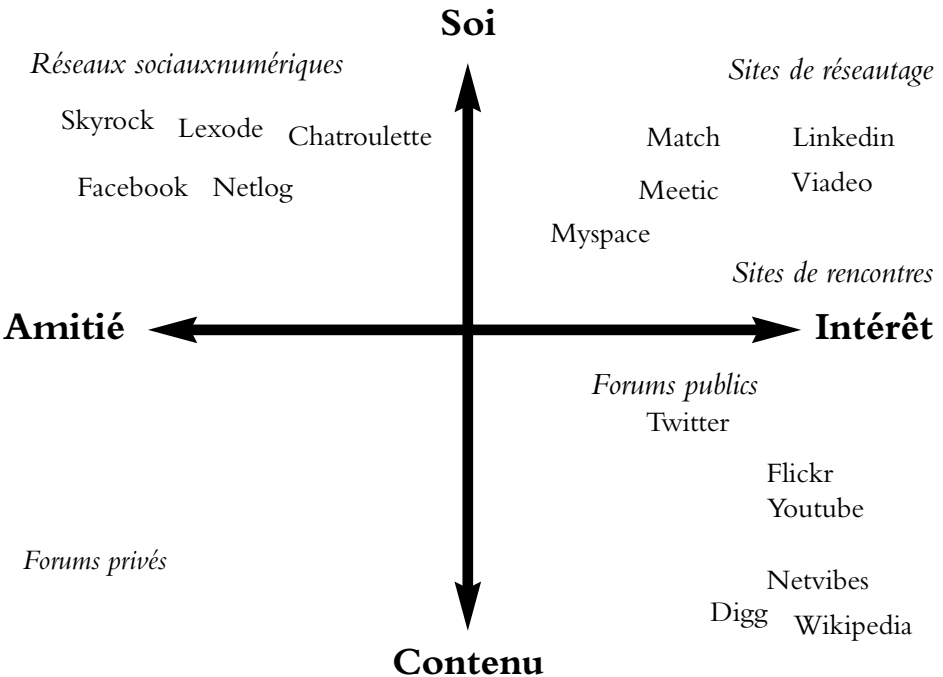 Soi
Réseaux sociauxnumériques
Sites de réseautage
Skyrock Lexode Chatroulette
Match Linkedin
Facebook Netlog
Meetic Viadeo
Myspace
Sites de rencontres
Amitié Intérêt
Forums publics
Twitter
Flickr
Youtube
Forums privés
Netvibes
Digg Wikipedia
Contenu